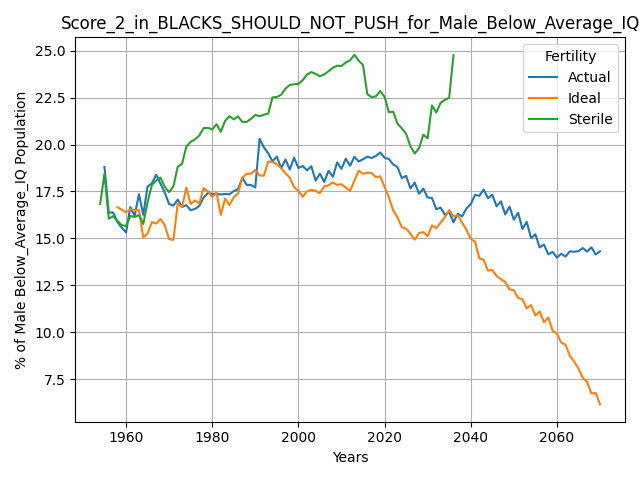 Score_2_in_BLACKS_SHOULD_NOT_PUSH_for_Male_Below_Average_IQ
Fertility
Actual
Ideal
Sterile
% of Male Below_Average_IQ Population
25.0
22.5
20.0
17.5
15.0
12.5
10.0
7.5
1960 1980 2000 2020 2040 2060
Years